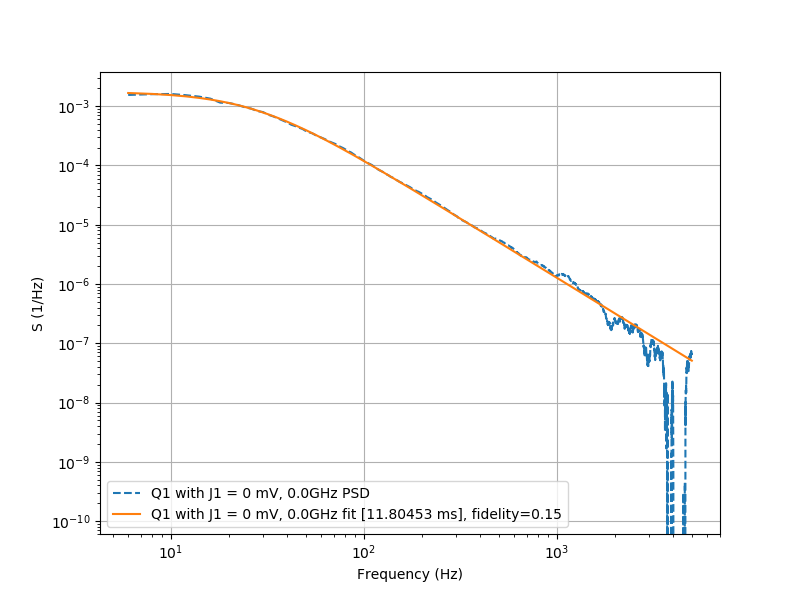 10⁻³
10⁻⁴
10⁻⁵
10⁻⁶
10⁻⁷
10⁻⁸
10⁻⁹
10⁻¹⁰
S (1/Hz)
Q1 with J1 = 0 mV, 0.0GHz PSD
Q1 with J1 = 0 mV, 0.0GHz fit [11.80453 ms], fidelity=0.15
10¹ 10² 10³
Frequency (Hz)